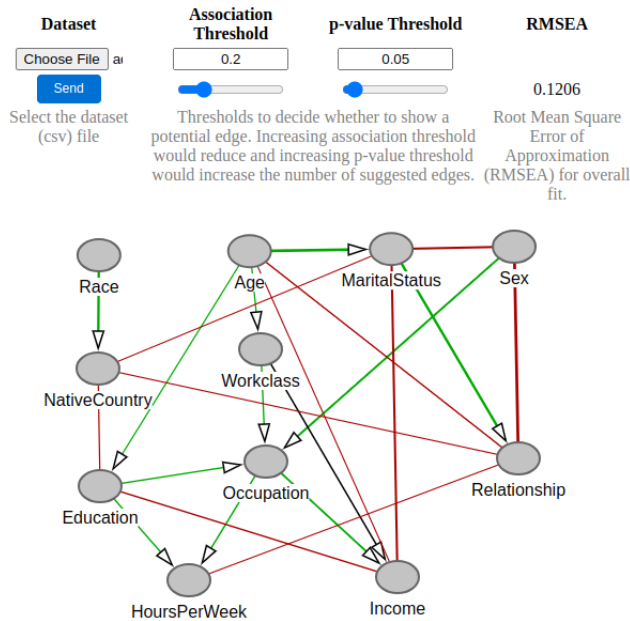 Dataset
Association
Threshold
p-value Threshold
RMSEA
Choose File
0.2
0.05
Send
0.1206
Select the dataset
(csv) file
Thresholds to decide whether to show a
potential edge. Increasing association threshold
would reduce and increasing p-value threshold
would increase the number of suggested edges.
Root Mean Square
Error of
Approximation
(RMSEA) for overall
fit.
Race
Age
MaritalStatus
Sex
NativeCountry
Workclass
Education
Occupation
Relationship
HoursPerWeek
Income